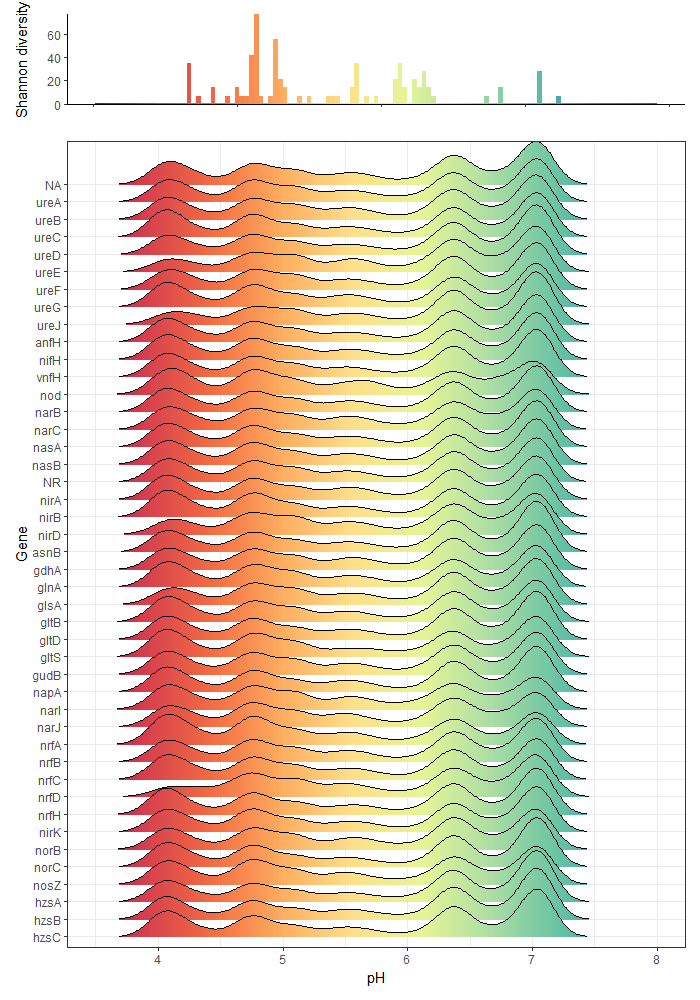 Shannon diversity
60
40
20
0
Gene
NA
ureA
ureB
ureC
ureD
ureE
ureF
ureG
ureJ
anfH
nifH
vnfH
nod
narB
narC
nasA
nasB
NR
nirA
nirB
nirD
asnB
gdhA
glnA
glsA
gltB
gltD
gltS
gudB
napA
narI
narJ
nrfA
nrfB
nrfC
nrfD
nrfH
nirK
norB
norC
nosZ
hzsA
hzsB
hzsC
4 5 6 7 8
pH